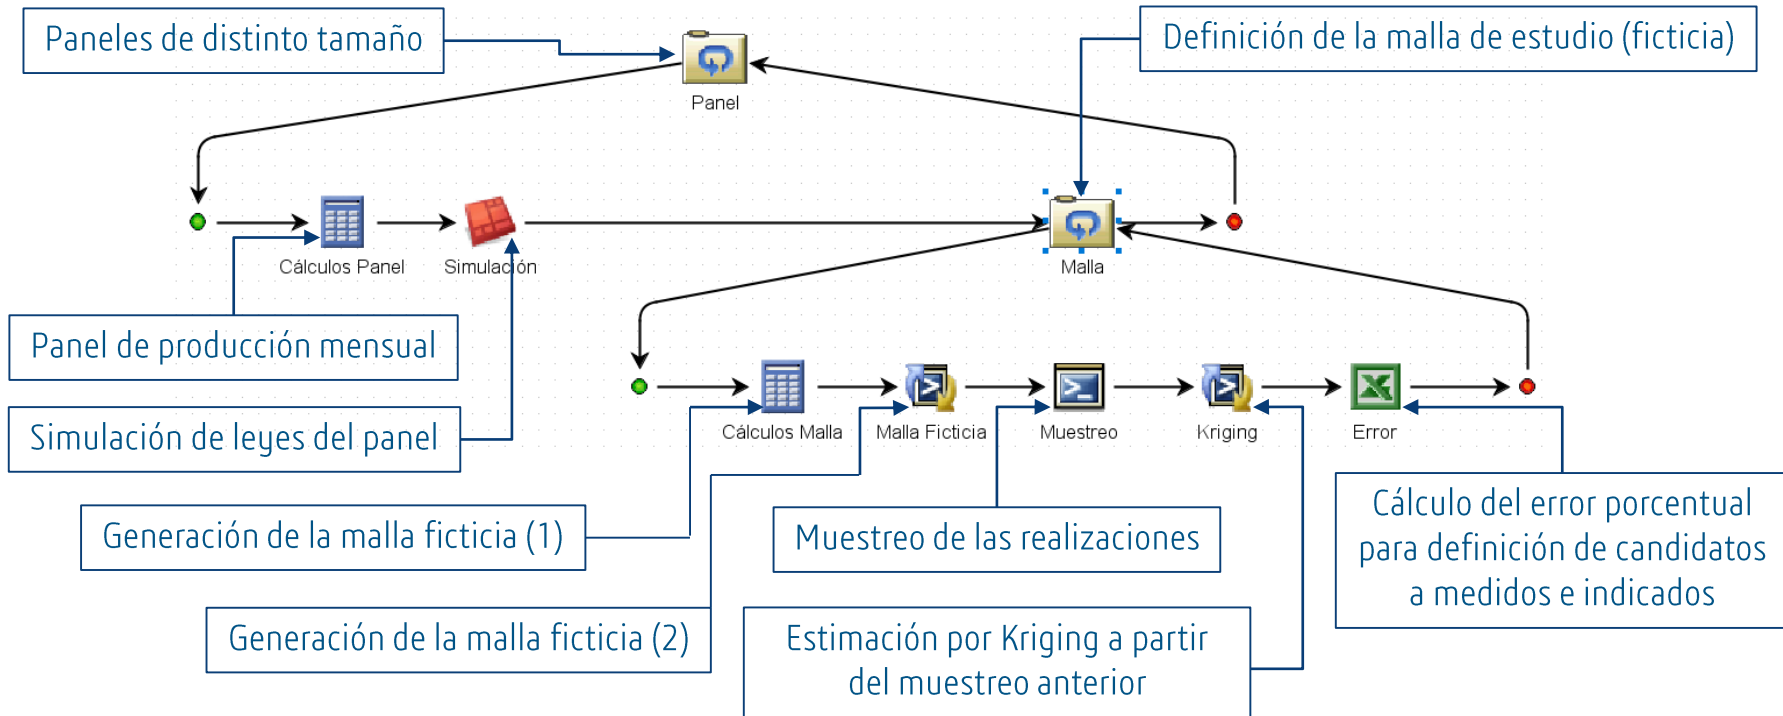 Paneles de distinto tamaño
Definición de la malla de estudio (ficticia)
Panel
Cálculos Panel
Simulación
Malla
Panel de producción mensual
Simulación de leyes del panel
Cálculos Malla
Malla Ficticia
Muestreo
Kriging
Error
Generación de la malla ficticia (1)
Muestreo de las realizaciones
Cálculo del error porcentual
para definición de candidatos
a medidos e indicados
Generación de la malla ficticia (2)
Estimación por Kriging a partir
del muestreo anterior